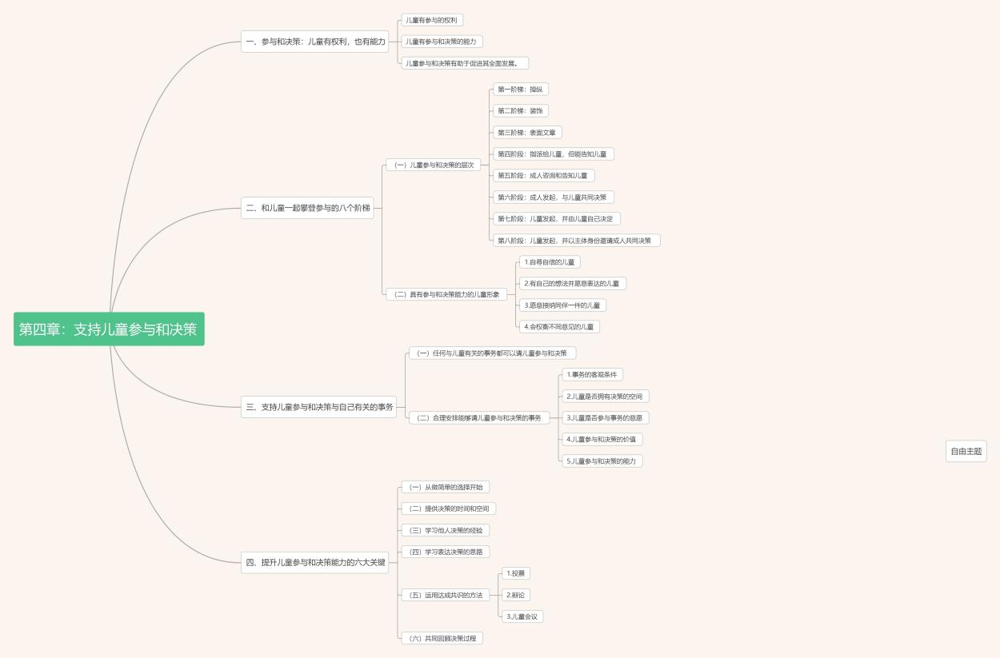 第四章：支持儿童参与和决策
一、参与和决策：儿童有权利，也有能力
儿童有参与的权利
儿童有参与和决策的能力
儿童参与和决策有助于促进其全面发展。
二、和儿童一起攀登参与的八个阶梯
（一）儿童参与和决策的层次
第一阶梯：操纵
第二阶梯：装饰
第三阶梯：表面文章
第四阶段：指派给儿童，但能告知儿童
第五阶段：成人咨询和告知儿童
第六阶段：成人发起，与儿童共同决策
第七阶段：儿童发起，并由儿童自己决定
第八阶段：儿童发起，并以主体身份邀请成人共同决策
（二）具有参与和决策能力的儿童形象
1.自尊自信的儿童
2.有自己的想法并愿意表达的儿童
3.愿意接纳同伴一件的儿童
4.会权衡不同意见的儿童
三、支持儿童参与和决策与自己有关的事务
（一）任何与儿童有关的事务都可以请儿童参与和决策
（二）合理安排能够请儿童参与和决策的事务
1.事务的客观条件
2.儿童是否拥有决策的空间
3.儿童是否参与事务的意愿
4.儿童参与和决策的价值
5.儿童参与和决策的能力
四、提升儿童参与和决策能力的六大关键
（一）从做简单的选择开始
（二）提供决策的时间和空间
（三）学习他人决策的经验
（四）学习表达决策的思路
（五）运用达成共识的方法
1.投票
2.辩论
3.儿童会议
（六）共同回顾决策过程
自由主题